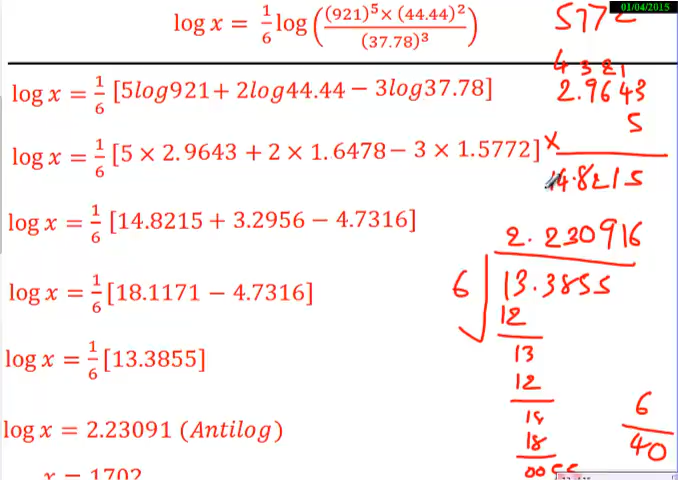 log x = 1/6 log ( (921)^5 × (44.44)^2 / (37.78)^3 )
5772
01/04/2015
log x = 1/6 [5log921 + 2log44.44 − 3log37.78]
4 3 2 1
2.9643
5
×
14.8215
log x = 1/6 [5 × 2.9643 + 2 × 1.6478 − 3 × 1.5772]
log x = 1/6 [14.8215 + 3.2956 − 4.7316]
2.230916
6 13.3855
12
13
12
18
18
00
log x = 1/6 [18.1171 − 4.7316]
log x = 1/6 [13.3855]
6
40
log x = 2.23091 (Antilog)
x = 1702